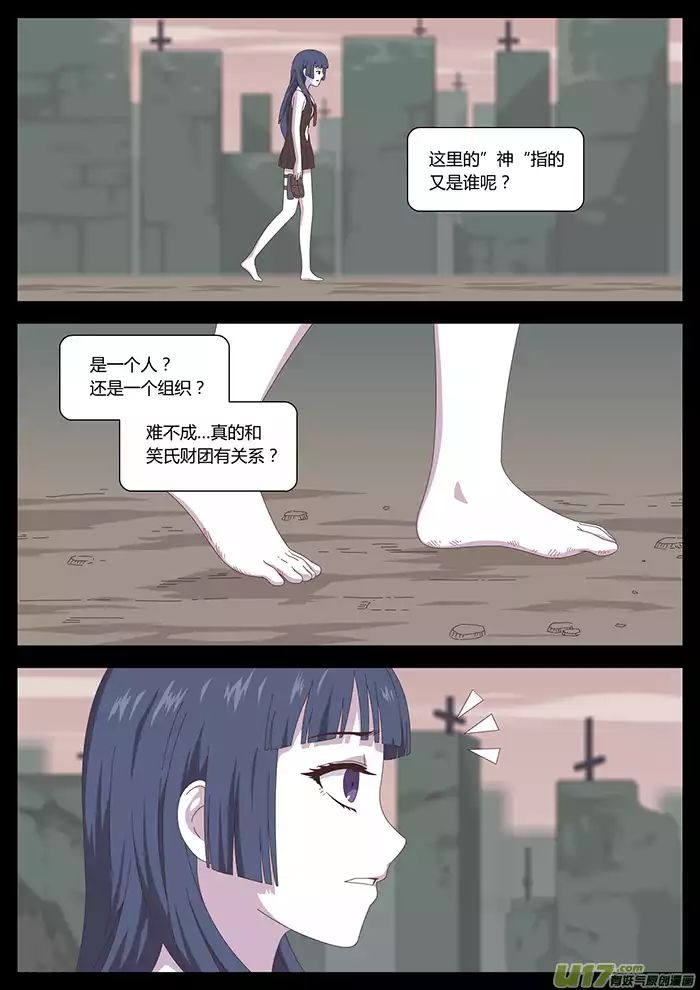 这里的”神“指的
又是谁呢？
是一个人？
还是一个组织？
难不成...真的和
笑氏财团有关系？
U17.com
有妖气原创漫画